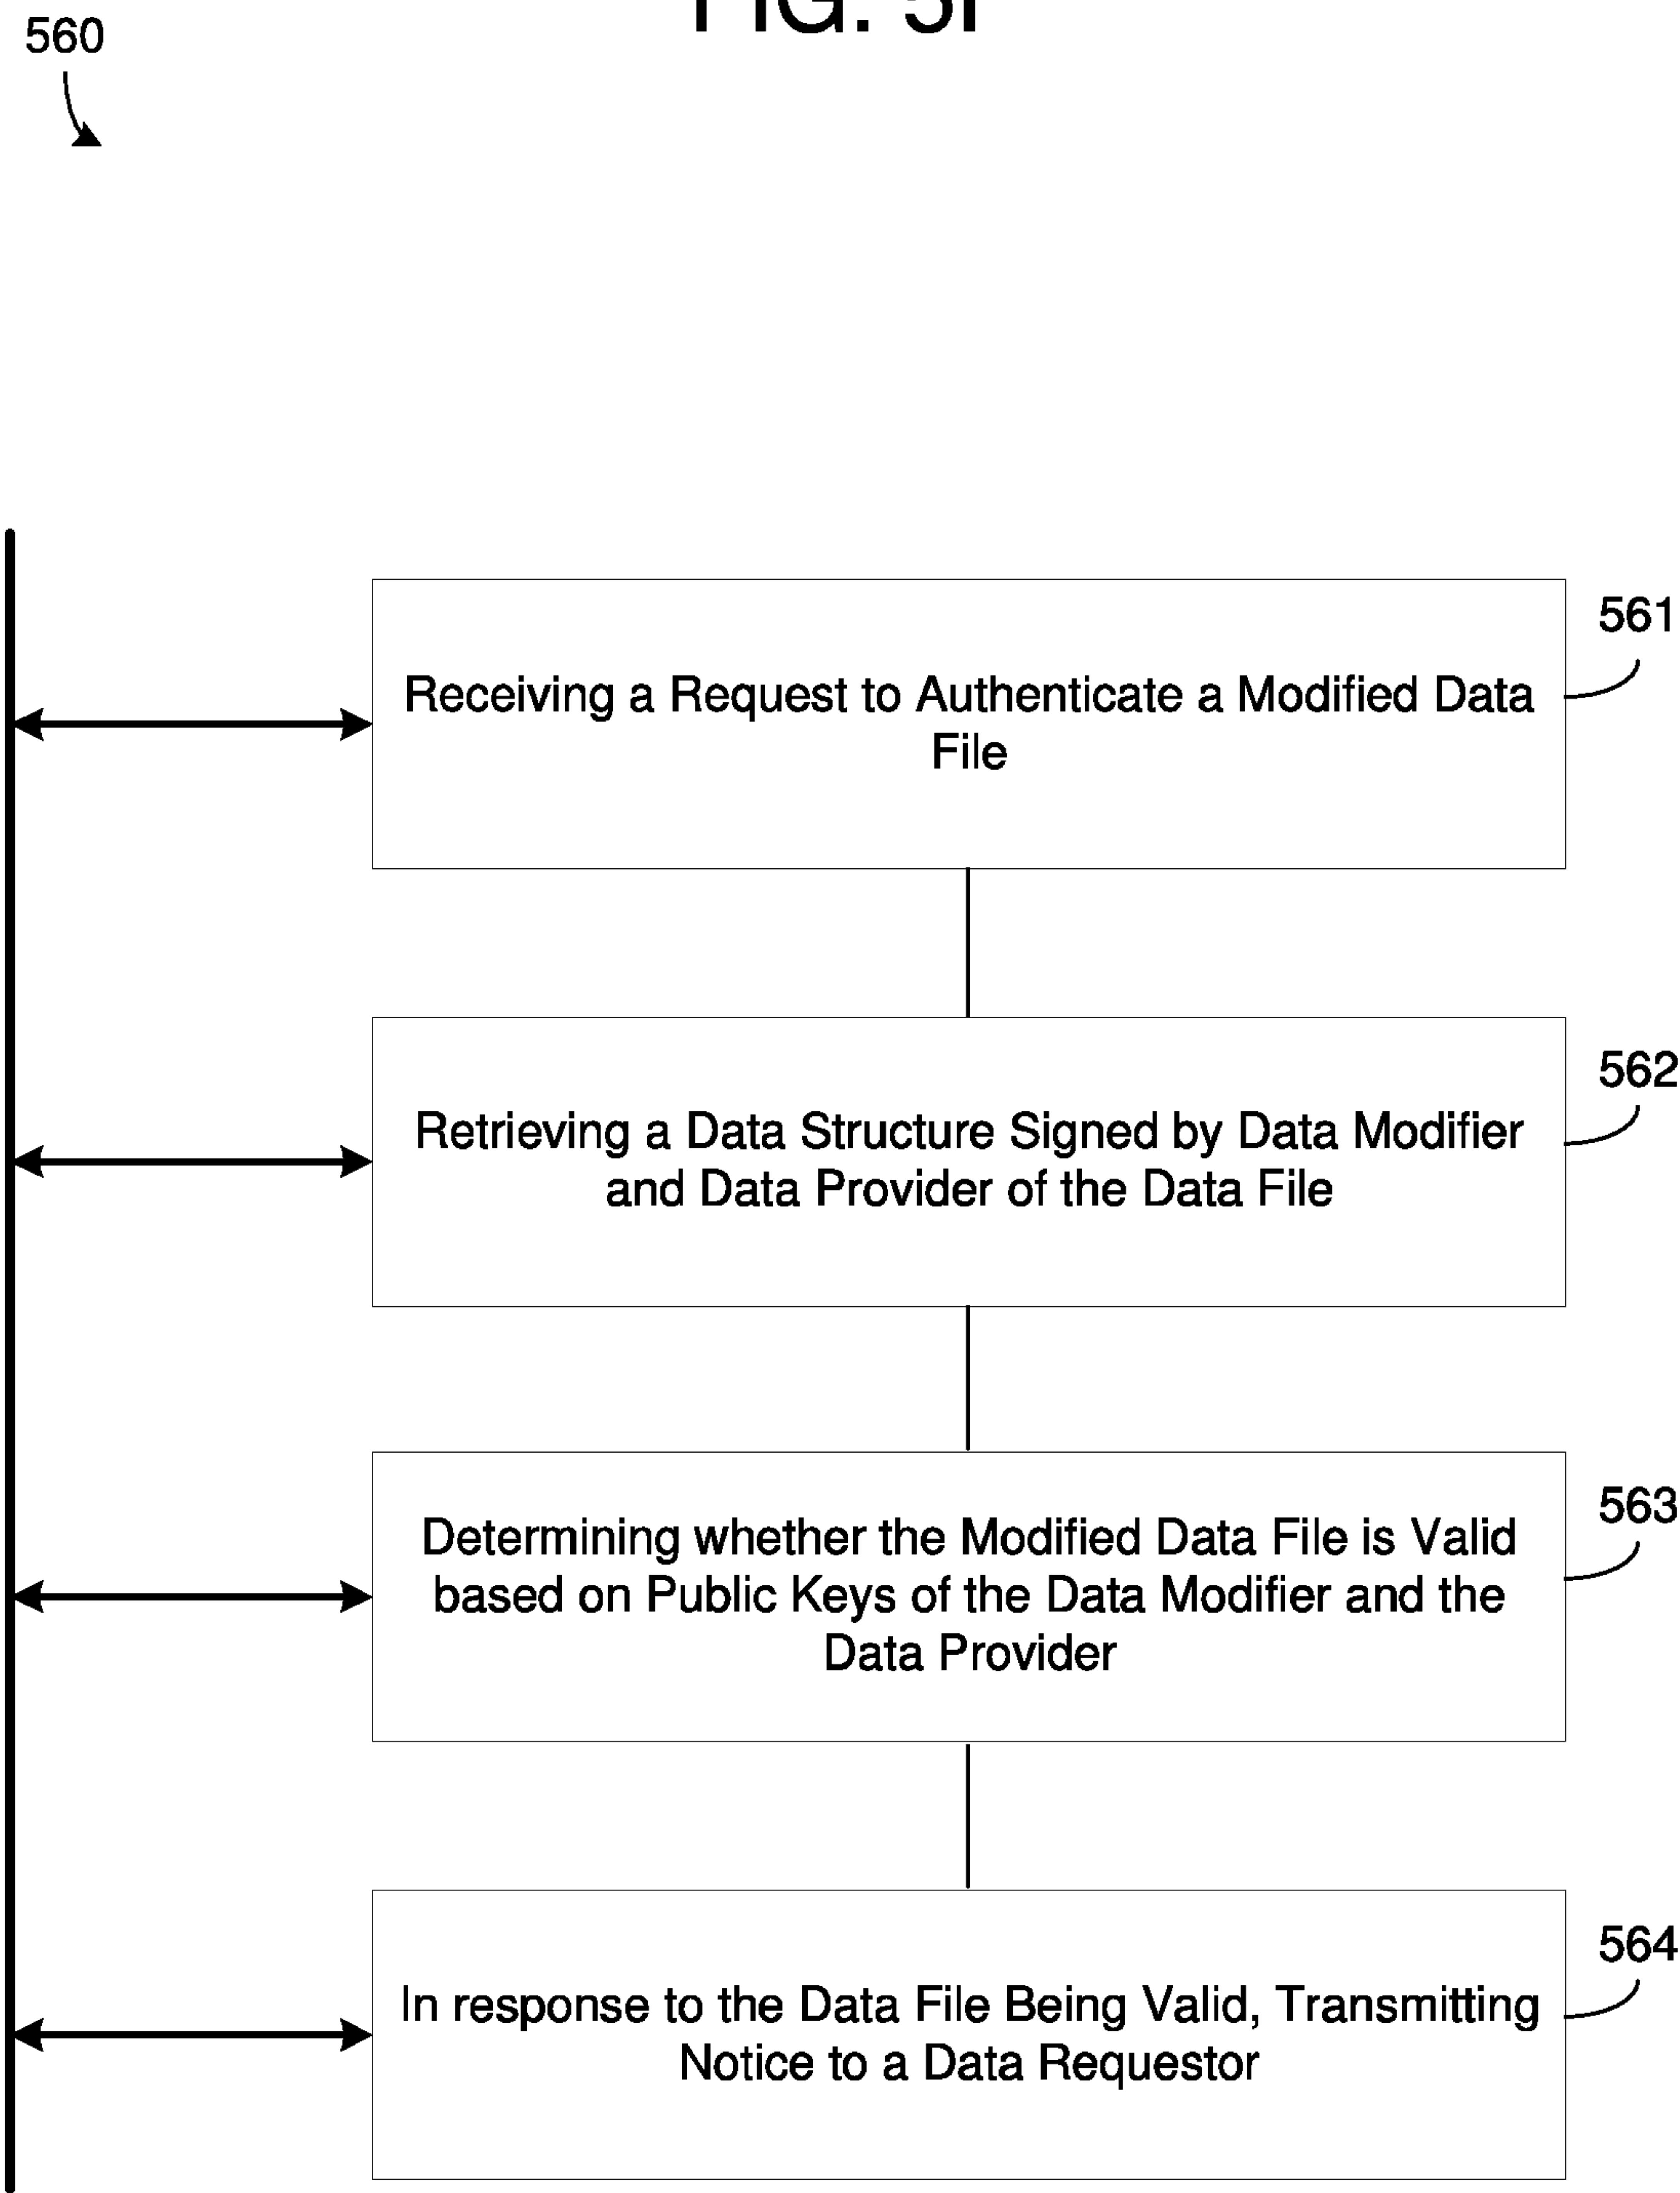 560
FIG.
561
Receiving a Request to Authenticate a Modified Data
File
562
Retrieving a Data Structure Signed by Data Modifier
and Data Provider of the Data File
563
Determining whether the Modified Data File is Valid
based on Public Keys of the Data Modifier and the
Data Provider
564
In response to the Data File Being Valid, Transmitting
Notice to a Data Requestor